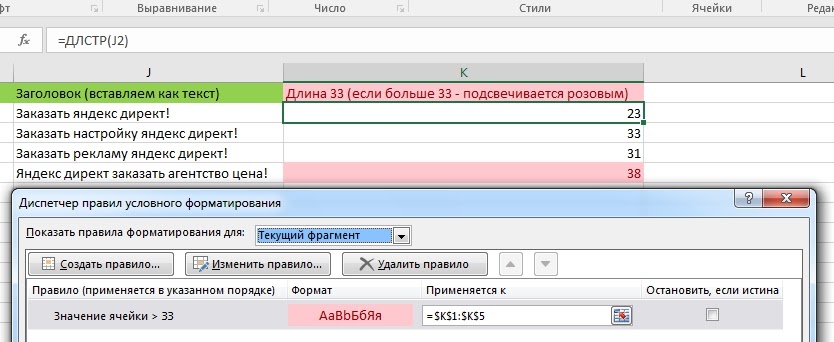 фт Выравнивание Число Стили Ячейки Редак
fx =ДЛСТР(J2)
J K L
Заголовок (вставляем как текст) Длина 33 (если больше 33 - подсвечивается розовым)
Заказать яндекс директ! 23
Заказать настройку яндекс директ! 33
Заказать рекламу яндекс директ! 31
Яндекс директ заказать агентство цена! 38
Диспетчер правил условного форматирования
Показать правила форматирования для: Текущий фрагмент
Создать правило... Изменить правило... Удалить правило
Правило (применяется в указанном порядке) Формат Применяется к Остановить, если истина
Значение ячейки > 33 АаВbБбЯя =$K$1:$K$5